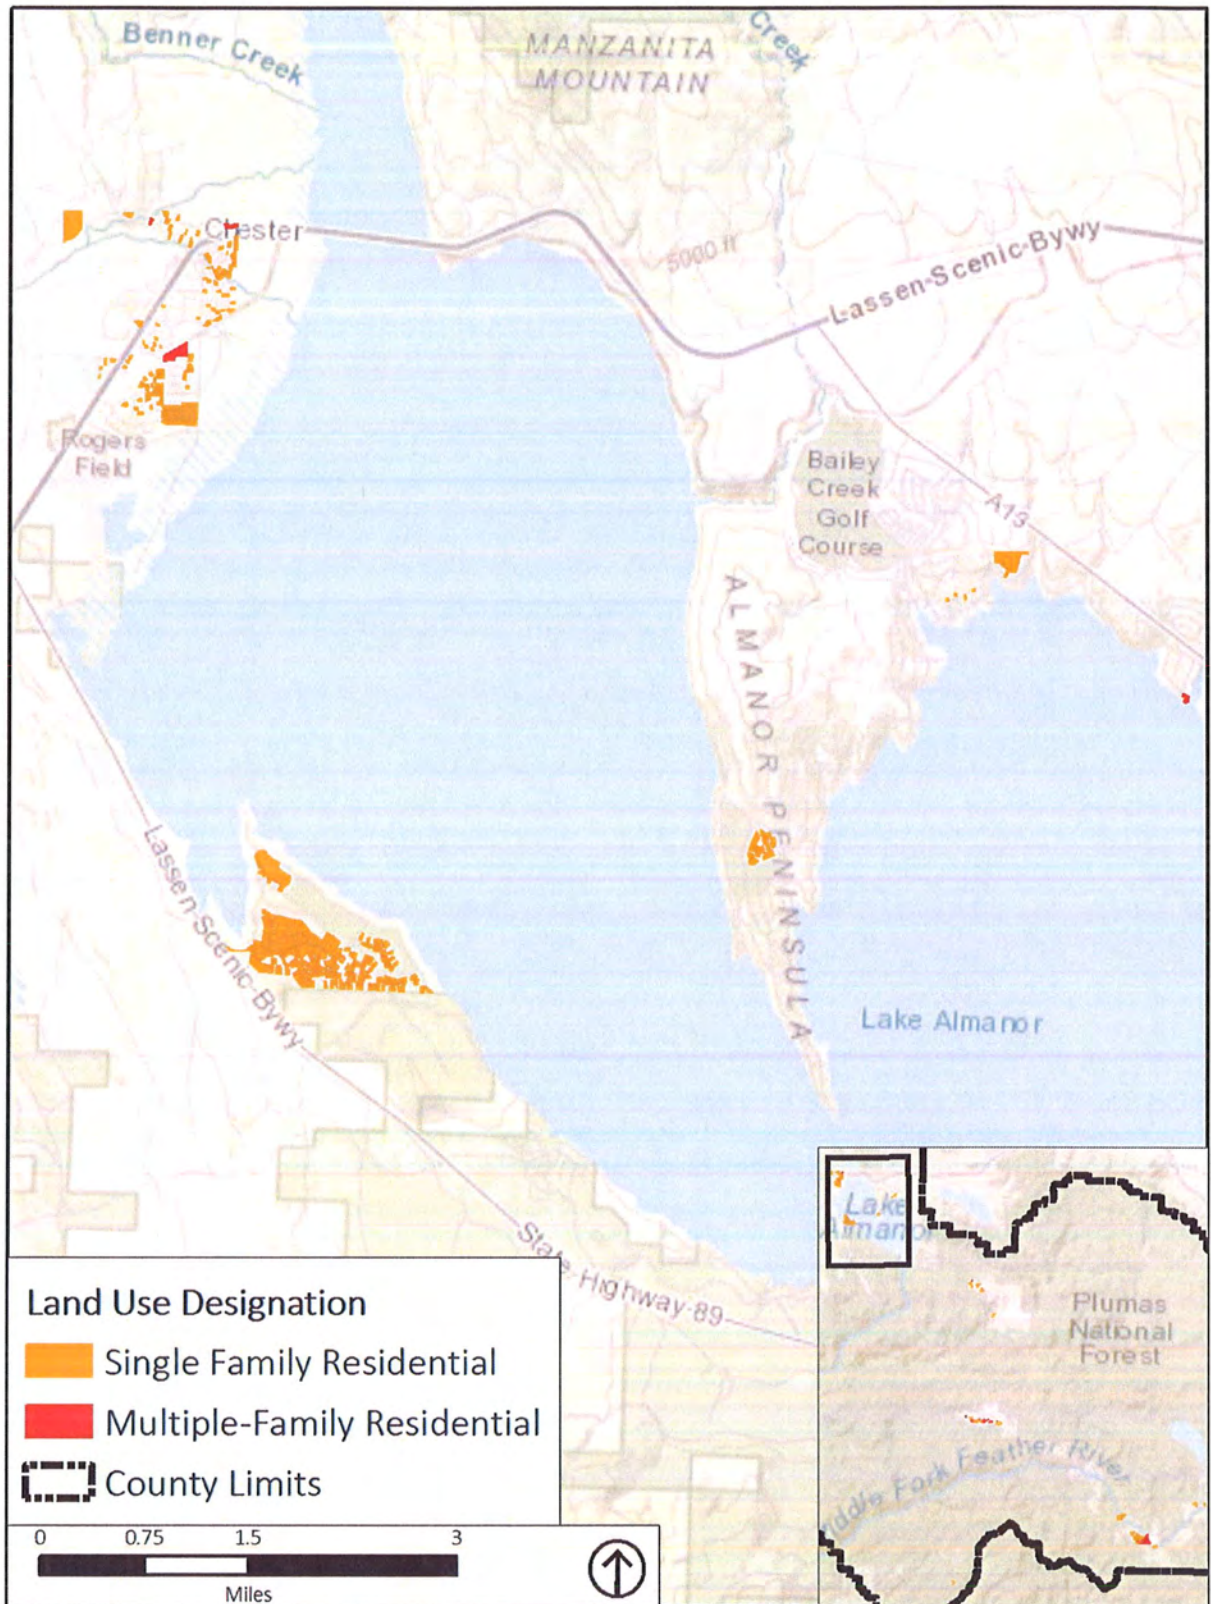 Benner Creek
MANZANITA
MOUNTAIN
Creek
Chester
5000 ft
Lassen-Scenic-Bywy
Rogers
Field
Bailey
Creek
Golf
Course
A13
ALMANOR PENINSULA
Lassen-Scenic-Bywy
Lake Almanor
State-Highway-89
Lake
Almanor
Plumas
National
Forest
iddle Fork Feather River
Land Use Designation
Single Family Residential
Multiple-Family Residential
County Limits
0 0.75 1.5 3
Miles